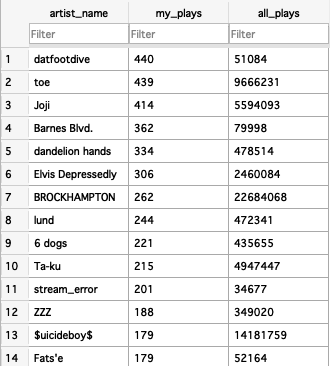 artist_name my_plays all_plays
Filter Filter Filter
1 datfootdive 440 51084
2 toe 439 9666231
3 Joji 414 5594093
4 Barnes Blvd. 362 79998
5 dandelion hands 334 478514
6 Elvis Depressedly 306 2460084
7 BROCKHAMPTON 262 22684068
8 lund 244 472341
9 6 dogs 221 435655
10 Ta-ku 215 4947447
11 stream_error 201 34677
12 ZZZ 188 349020
13 $uicideboy$ 179 14181759
14 Fats'e 179 52164